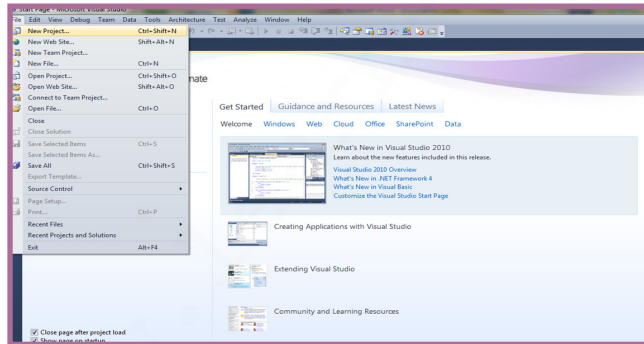 Start Page - Microsoft Visual Studio
File Edit View Debug Team Data Tools Architecture Test Analyze Window Help
New Project... Ctrl+Shift+N
New Web Site... Shift+Alt+N
New Team Project...
New File... Ctrl+N
Open Project... Ctrl+Shift+O
Open Web Site... Shift+Alt+O
Connect to Team Project...
Open File... Ctrl+O
Close
Close Solution
Save Selected Items Ctrl+S
Save Selected Items As...
Save All Ctrl+Shift+S
Export Template...
Source Control
Page Setup...
Print... Ctrl+P
Recent Files
Recent Projects and Solutions
Exit Alt+F4
mate
Get Started Guidance and Resources Latest News
Welcome Windows Web Cloud Office SharePoint Data
What's New in Visual Studio 2010
Learn about the new features included in this release.
Visual Studio 2010 Overview
What's New in .NET Framework 4
What's New in Visual Basic
Customize the Visual Studio Start Page
Creating Applications with Visual Studio
Extending Visual Studio
Community and Learning Resources
Close page after project load
Show page on startup